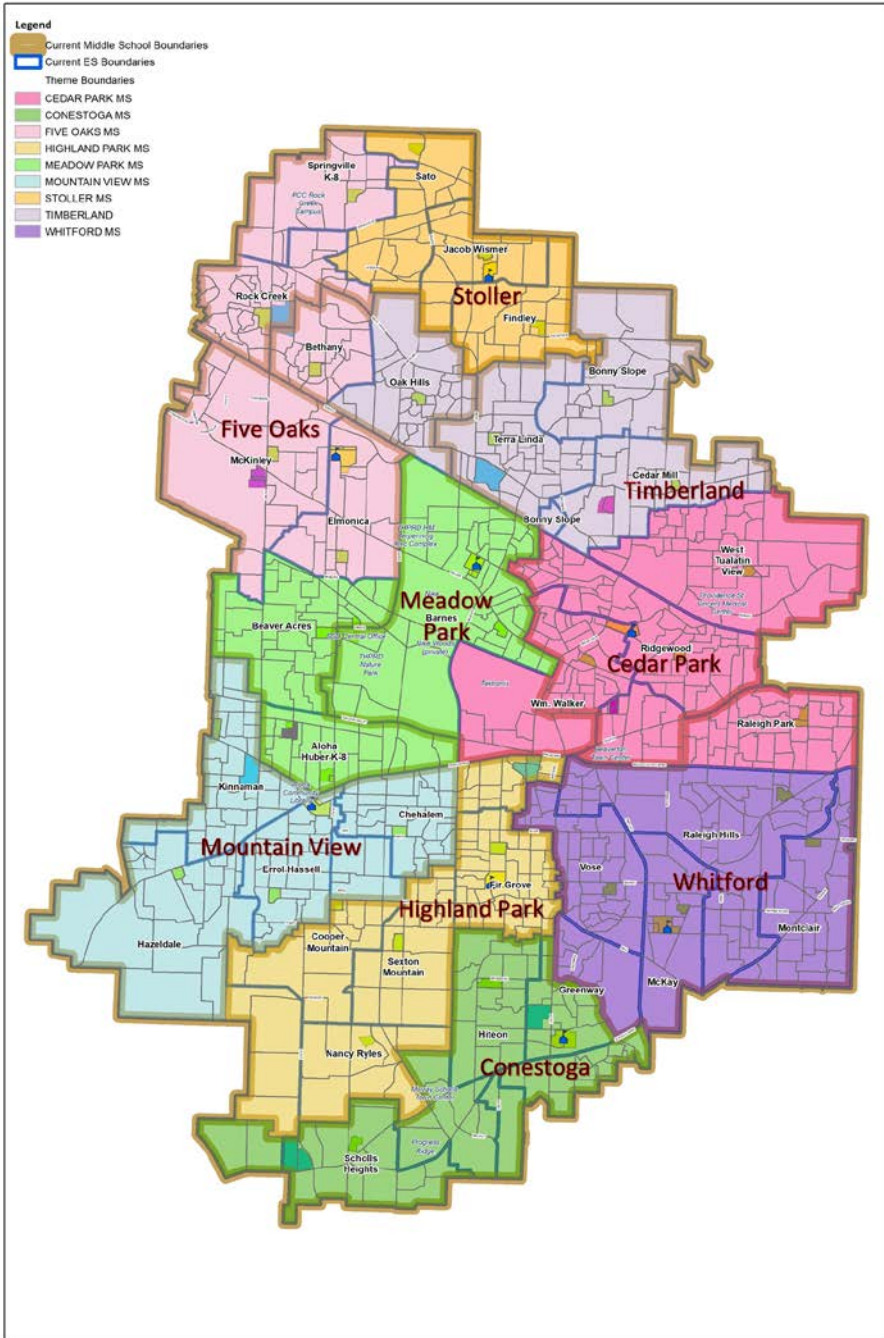 Legend
Current Middle School Boundaries
Current ES Boundaries
Theme Boundaries
CEDAR PARK MS
CONESTOGA MS
FIVE OAKS MS
HIGHLAND PARK MS
MEADOW PARK MS
MOUNTAIN VIEW MS
STOLLER MS
TIMBERLAND
WHITFORD MS
Springville
K-8
Sato
PCC Rock
Creek
Campus
Jacob Wismer
Stoller
Rock Creek
Findley
Bethany
Bonny Slope
Oak Hills
Five Oaks
Terra Linda
McKinley
Cedar Mill
Timberland
Elmonica
Bonny Slope
West
Tualatin
View
Meadow
Park
Barnes
Beaver Acres
Ridgewood
Cedar Park
THPRD
Nature
Park
Wm. Walker
Raleigh Park
Aloha
Huber K-8
Kinnaman
Chehalem
Raleigh Hills
Mountain View
Errol Hassell
Vose
Whitford
Fir Grove
Highland Park
Montclair
Cooper
Mountain
Hazeldale
Sexton
Mountain
McKay
Greenway
Hiteon
Nancy Ryles
Conestoga
Progress
Ridge
Scholls
Heights